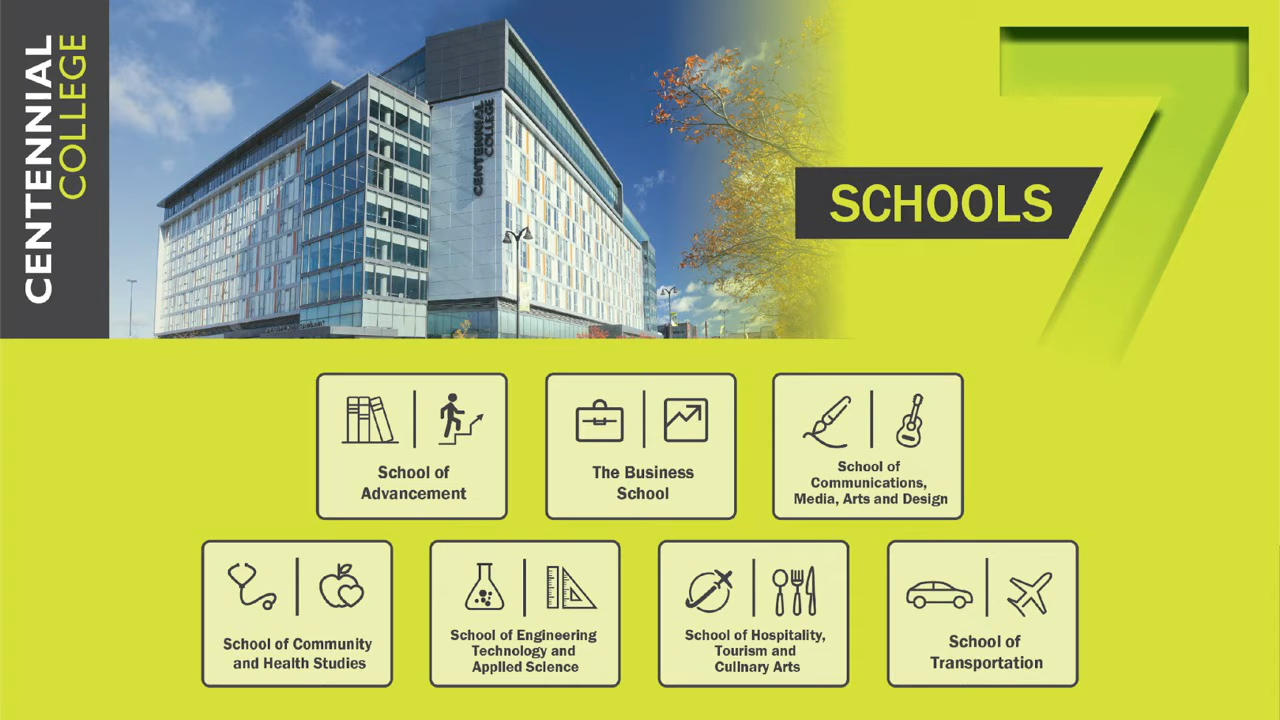 CENTENNIAL
COLLEGE
CENTENNIAL
COLLEGE
7
SCHOOLS
School of
Advancement
The Business
School
School of
Communications,
Media, Arts and Design
School of Community
and Health Studies
School of Engineering
Technology and
Applied Science
School of Hospitality,
Tourism and
Culinary Arts
School of
Transportation